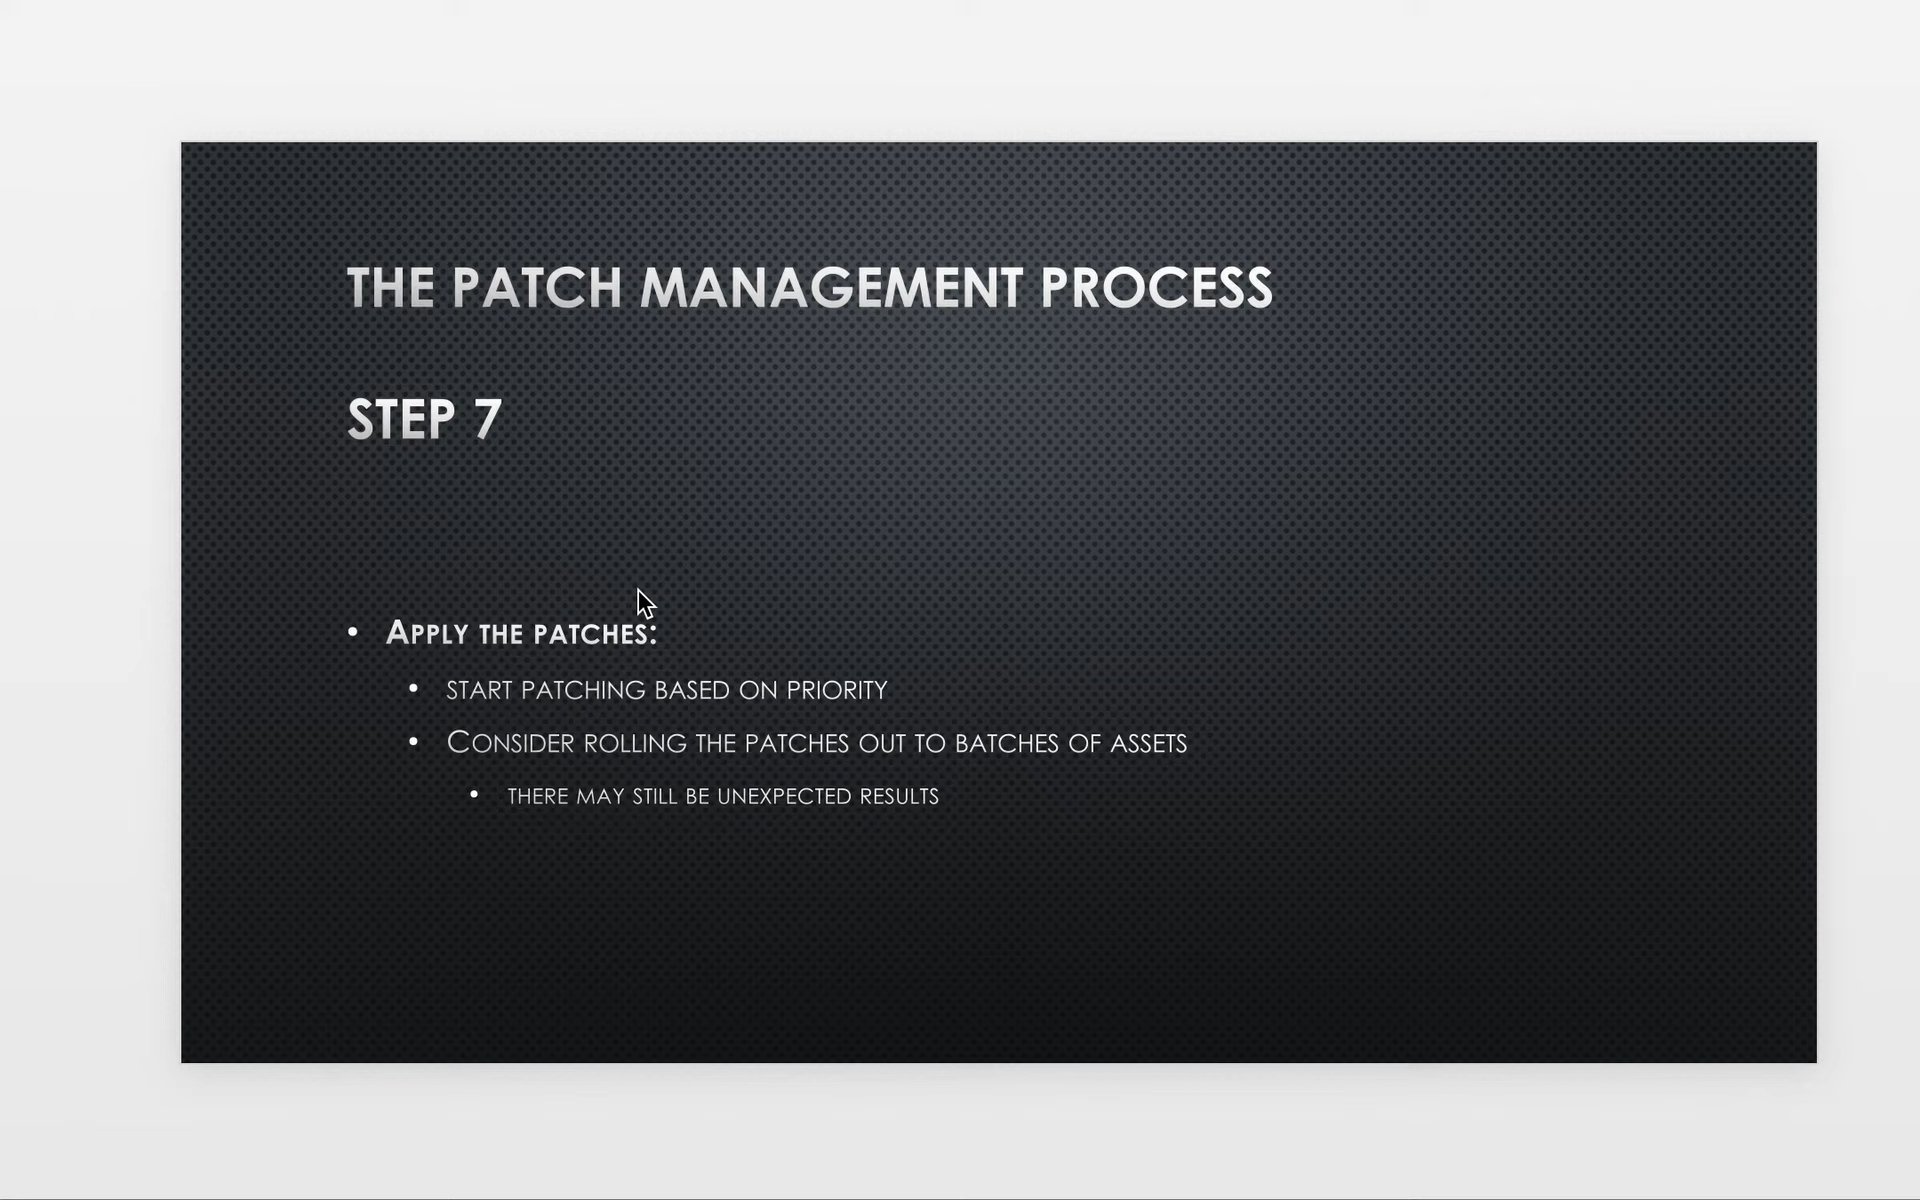 THE PATCH MANAGEMENT PROCESS
STEP 7
• APPLY THE PATCHES:
• START PATCHING BASED ON PRIORITY
• CONSIDER ROLLING THE PATCHES OUT TO BATCHES OF ASSETS
• THERE MAY STILL BE UNEXPECTED RESULTS